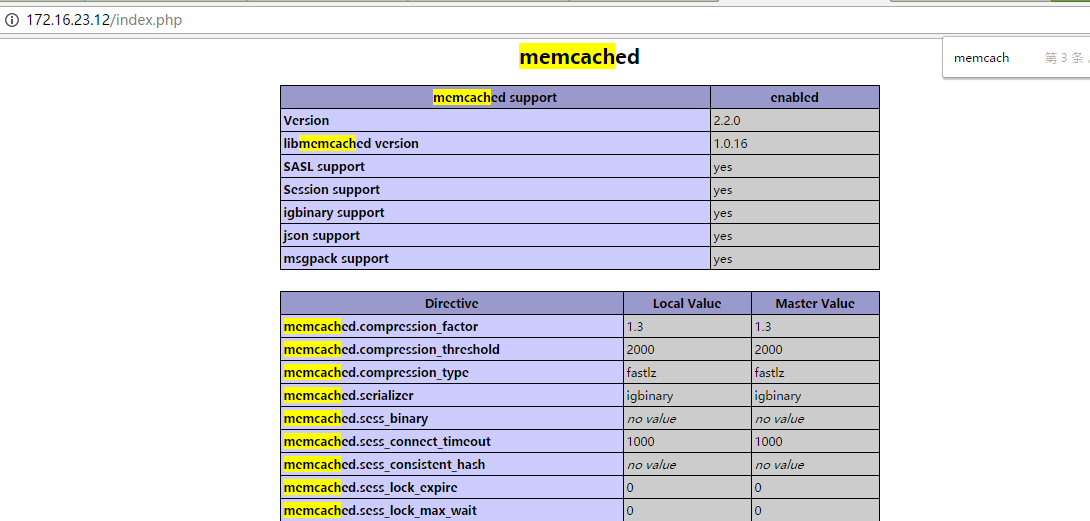 172.16.23.12/index.php
memcach 第 3 条
memcached
memcached support enabled
Version 2.2.0
libmemcached version 1.0.16
SASL support yes
Session support yes
igbinary support yes
json support yes
msgpack support yes
Directive Local Value Master Value
memcached.compression_factor 1.3 1.3
memcached.compression_threshold 2000 2000
memcached.compression_type fastlz fastlz
memcached.serializer igbinary igbinary
memcached.sess_binary no value no value
memcached.sess_connect_timeout 1000 1000
memcached.sess_consistent_hash no value no value
memcached.sess_lock_expire 0 0
memcached.sess_lock_max_wait 0 0